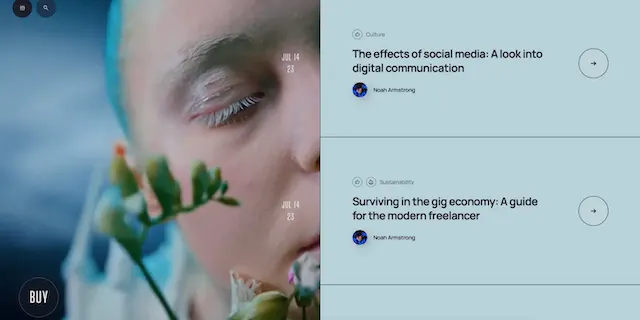 JUL 14
23
Culture
The effects of social media: A look into
digital communication
Noah Armstrong
JUL 14
23
Sustainability
Surviving in the gig economy: A guide
for the modern freelancer
Noah Armstrong
BUY